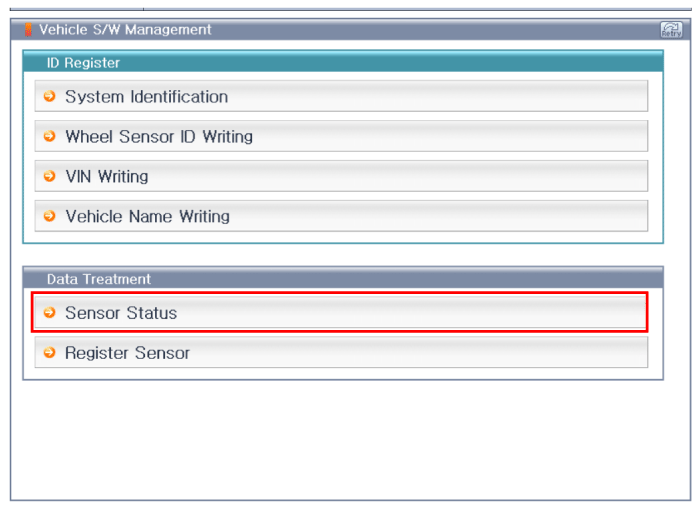 Vehicle S/W Management
Retry
ID Register
System Identification
Wheel Sensor ID Writing
VIN Writing
Vehicle Name Writing
Data Treatment
Sensor Status
Register Sensor